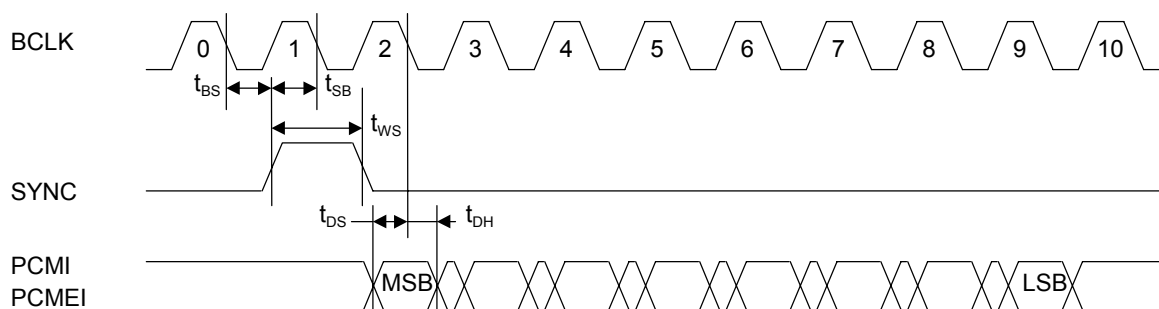 BCLK 0 1 2 3 4 5 6 7 8 9 10
tBS tSB
tWS
SYNC
tDS tDH
PCMI MSB LSB
PCMEI